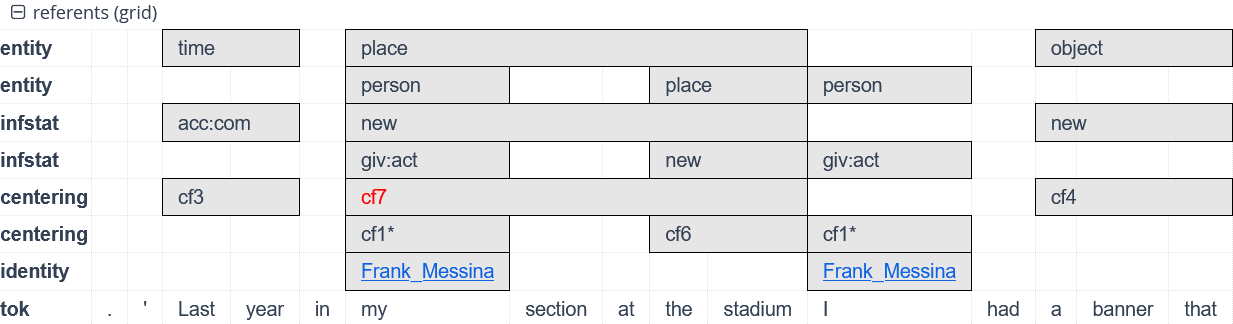 referents (grid)
entity time place object
entity person place person
infstat acc:com new new
infstat giv:act new giv:act
centering cf3 cf7 cf4
centering cf1* cf6 cf1*
identity Frank_Messina Frank_Messina
tok . ' Last year in my section at the stadium I had a banner that